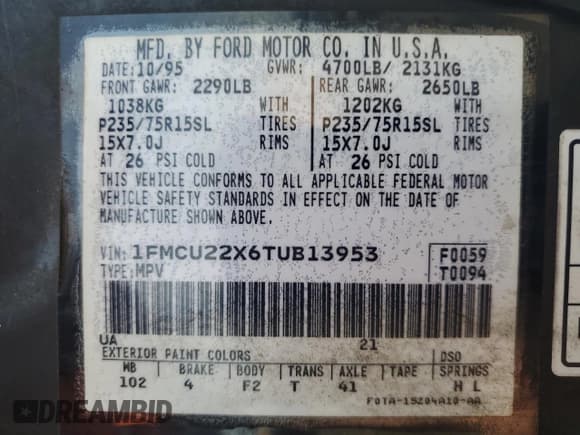 MFD. BY FORD MOTOR CO. IN U.S.A.
DATE: 10/95 GVWR: 4700LB/ 2131KG
FRONT GAWR: 2290LB REAR GAWR: 2650LB
1038KG WITH 1202KG WITH
P235/75R15SL TIRES P235/75R15SL TIRES
15X7.0J RIMS 15X7.0J RIMS
AT 26 PSI COLD AT 26 PSI COLD
THIS VEHICLE CONFORMS TO ALL APPLICABLE FEDERAL MOTOR
VEHICLE SAFETY STANDARDS IN EFFECT ON THE DATE OF
MANUFACTURE SHOWN ABOVE.
VIN: 1FMCU22X6TUB13953 F0059
TYPE: MPV T0094
UA 21
EXTERIOR PAINT COLORS DSO
WB BRAKE BODY TRANS AXLE TAPE SPRINGS
102 4 F2 T 41 H L
F0TA-15204A10-AA
DREAMBID